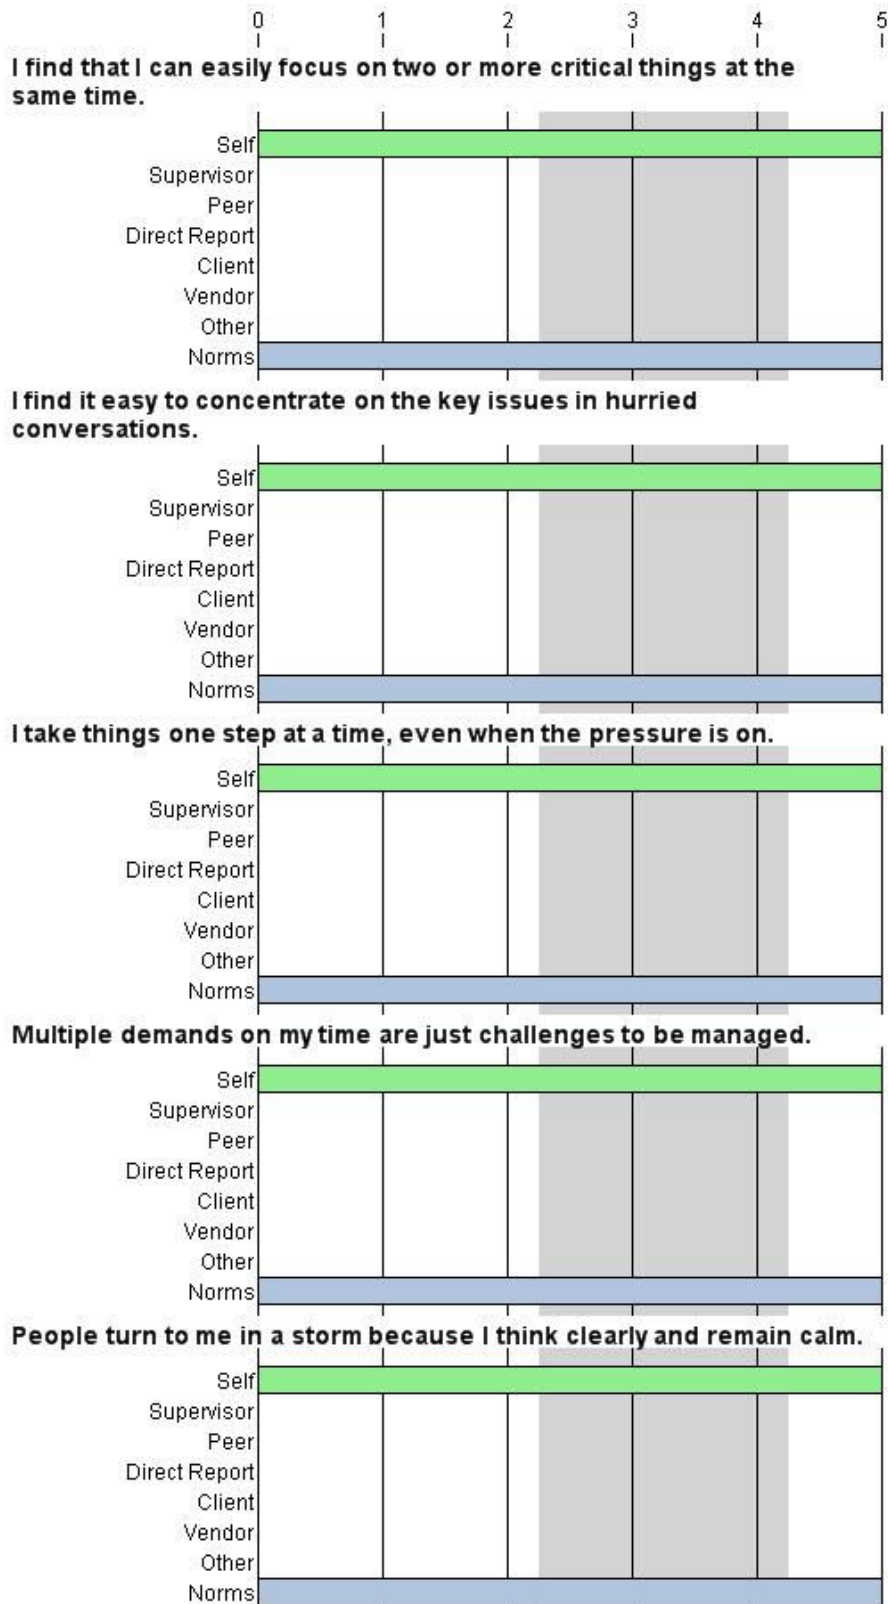 0 1 2 3 4 5
I find that I can easily focus on two or more critical things at the
same time.
Self
Supervisor
Peer
Direct Report
Client
Vendor
Other
Norms
I find it easy to concentrate on the key issues in hurried
conversations.
Self
Supervisor
Peer
Direct Report
Client
Vendor
Other
Norms
I take things one step at a time, even when the pressure is on.
Self
Supervisor
Peer
Direct Report
Client
Vendor
Other
Norms
Multiple demands on my time are just challenges to be managed.
Self
Supervisor
Peer
Direct Report
Client
Vendor
Other
Norms
People turn to me in a storm because I think clearly and remain calm.
Self
Supervisor
Peer
Direct Report
Client
Vendor
Other
Norms